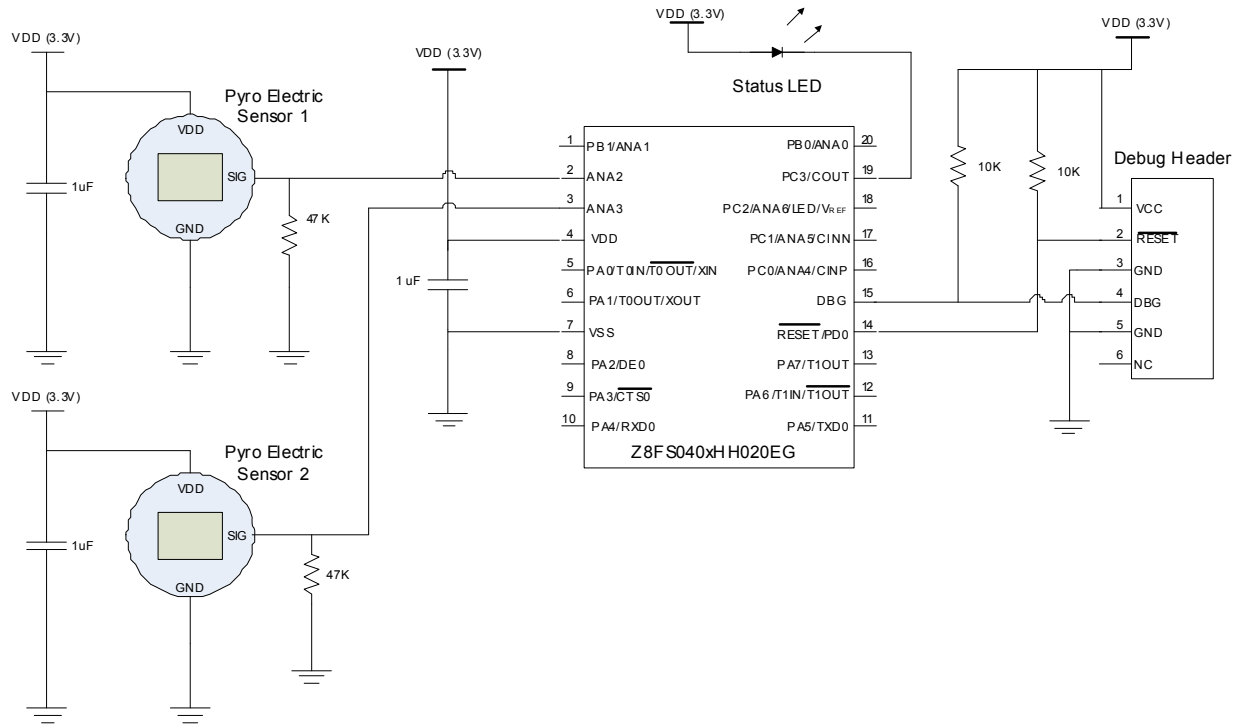 VDD (3.3V)
Pyro Electric
Sensor 1
VDD
SIG
GND
1uF
47K
VDD (3.3V)
Pyro Electric
Sensor 2
VDD
SIG
GND
1uF
47K
VDD (3.3V)
1 uF
VDD (3.3V)
Status LED
1 PB1/ANA1
2 ANA2
3 ANA3
4 VDD
5 PA0/T0IN/T0OUT/XIN
6 PA1/T0OUT/XOUT
7 VSS
8 PA2/DE0
9 PA3/CTS0
10 PA4/RXD0
PB0/ANA0 20
PC3/COUT 19
PC2/ANA6/LED/VREF 18
PC1/ANA5/CINN 17
PC0/ANA4/CINP 16
DBG 15
RESET/PD0 14
PA7/T1OUT 13
PA6/T1IN/T1OUT 12
PA5/TXD0 11
Z8FS040xHH020EG
VDD (3.3V)
10K
10K
Debug Header
1 VCC
2 RESET
3 GND
4 DBG
5 GND
6 NC